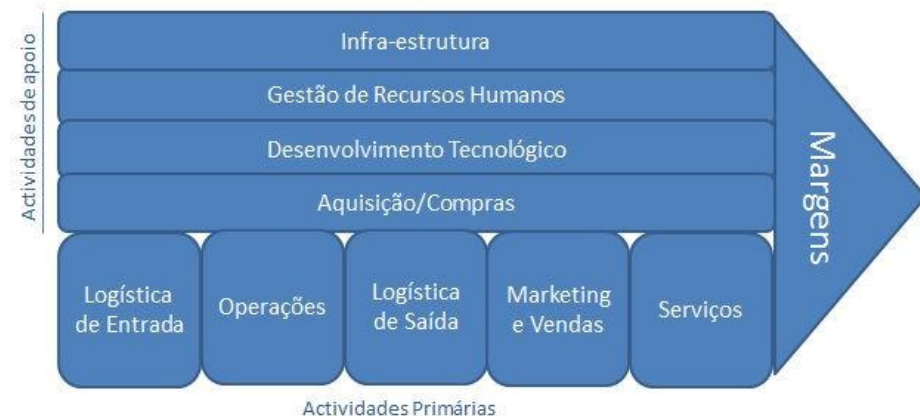 Actividades de apoio
Infra-estrutura
Gestão de Recursos Humanos
Desenvolvimento Tecnológico
Aquisição/Compras
Logística
de Entrada
Operações
Logística
de Saída
Marketing
e Vendas
Serviços
Margens
Actividades Primárias